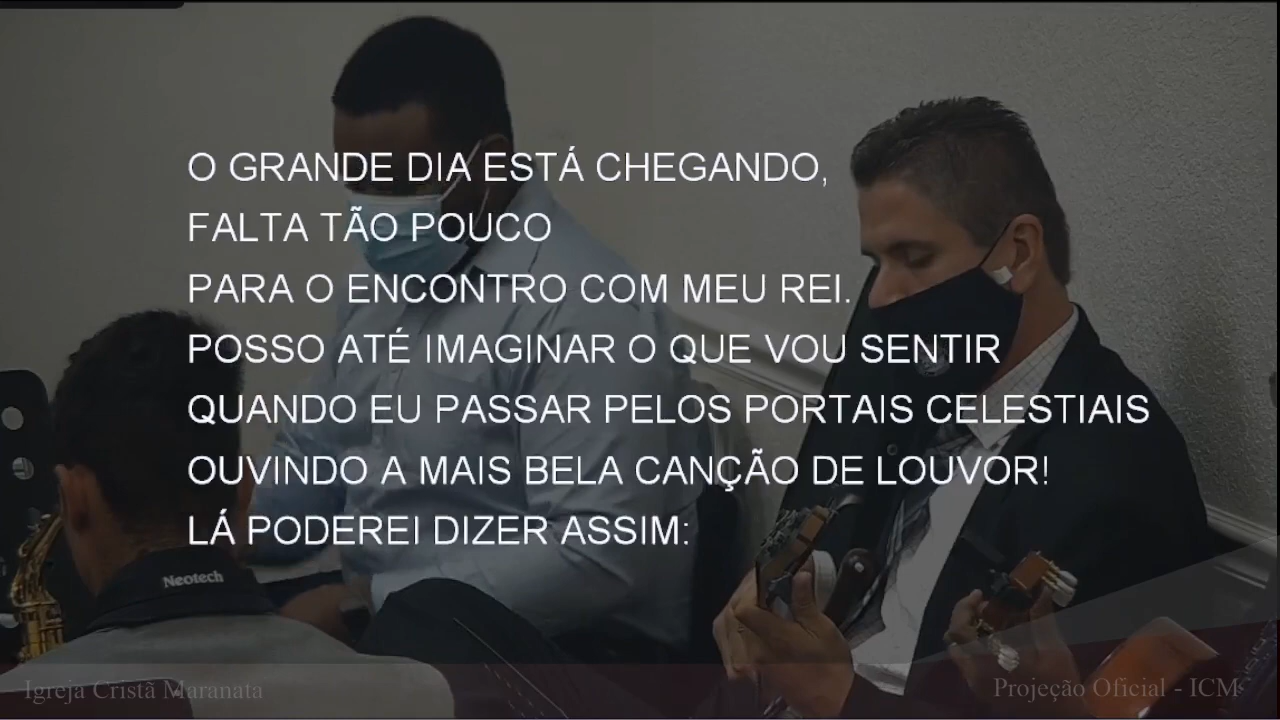 O GRANDE DIA ESTÁ CHEGANDO,
FALTA TÃO POUCO
PARA O ENCONTRO COM MEU REI.
POSSO ATÉ IMAGINAR O QUE VOU SENTIR
QUANDO EU PASSAR PELOS PORTAIS CELESTIAIS
OUVINDO A MAIS BELA CANÇÃO DE LOUVOR!
LÁ PODEREI DIZER ASSIM:
Neotech
Igreja Cristã Maranata
Projeção Oficial - ICM